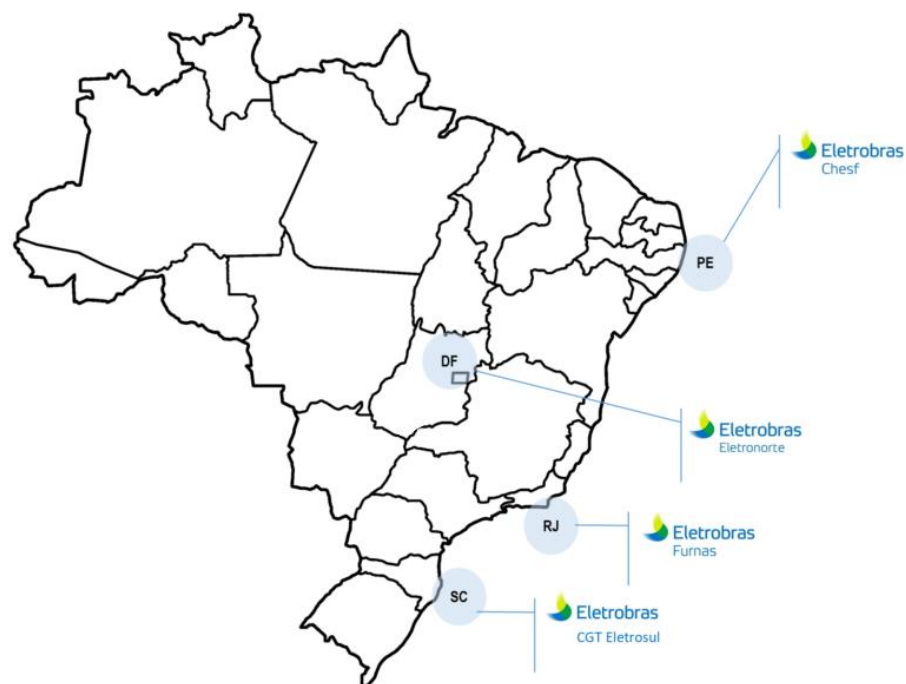 Eletrobras
Chesf
PE
DF
Eletrobras
Eletronorte
RJ
Eletrobras
Furnas
SC
Eletrobras
CGT Eletrosul